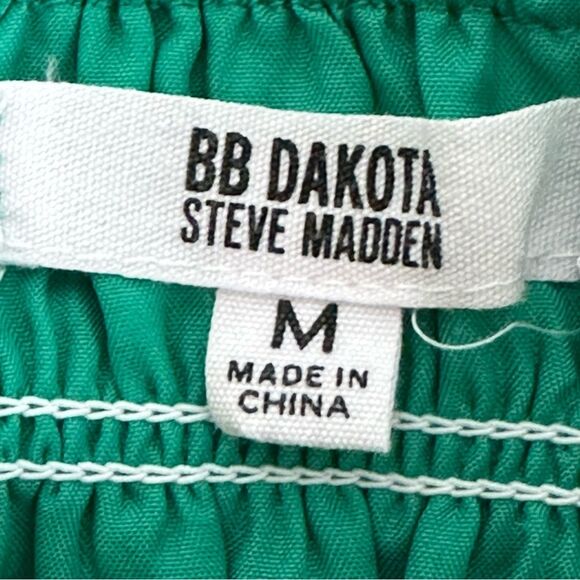 BB DAKOTA
STEVE MADDEN
M
MADE IN
CHINA